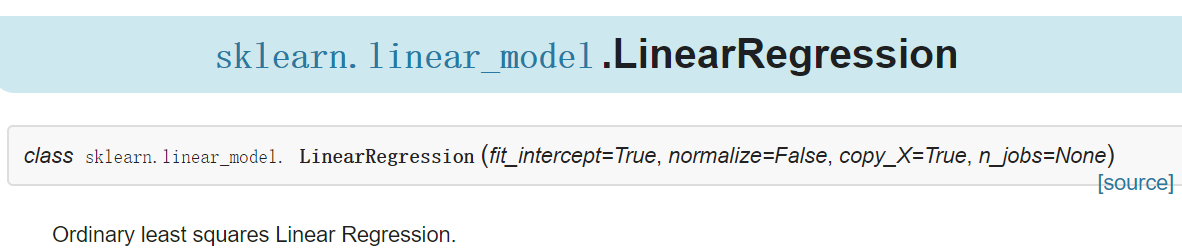 sklearn.linear_model.LinearRegression
class sklearn.linear_model. LinearRegression (fit_intercept=True, normalize=False, copy_X=True, n_jobs=None)
[source]
Ordinary least squares Linear Regression.